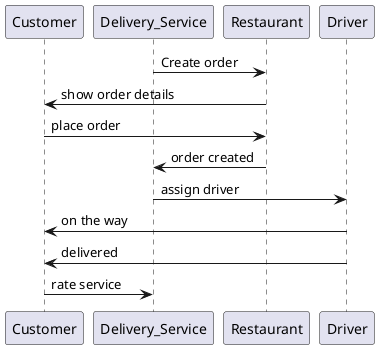 Customer Delivery_Service Restaurant Driver
Create order
show order details
place order
order created
assign driver
on the way
delivered
rate service
Customer Delivery_Service Restaurant Driver